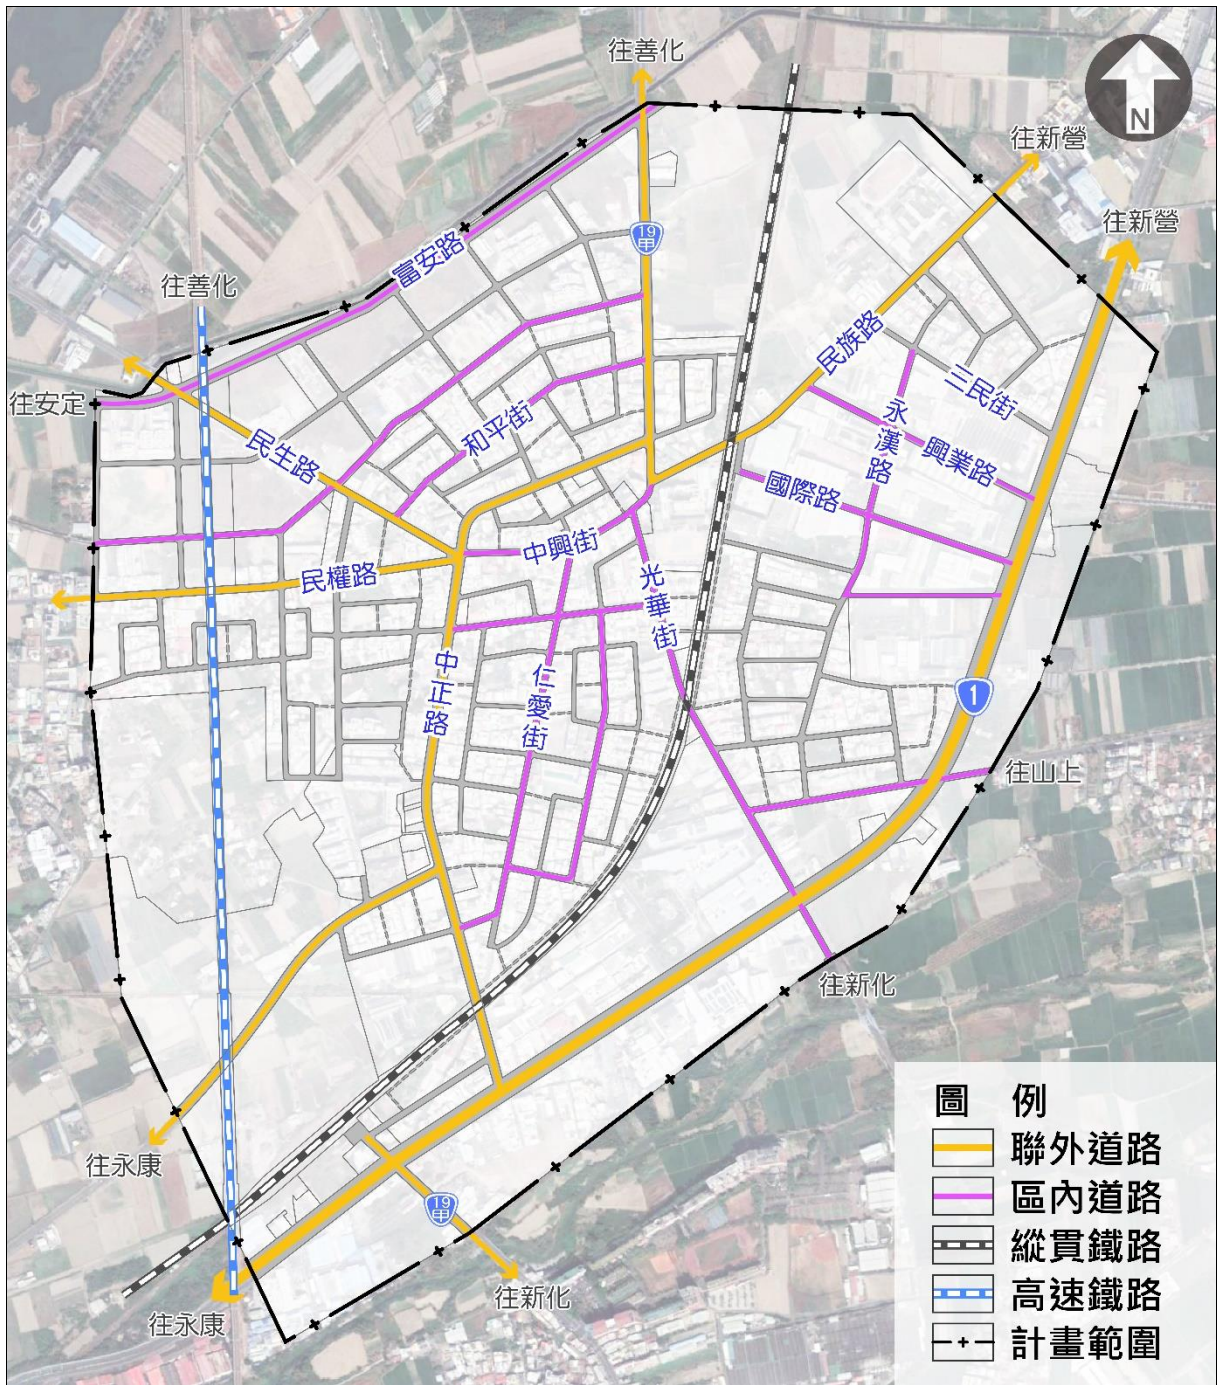 往善化
N
往新營
往新營
19
甲
富安路
往善化
民族路
往安定
三民街
永漢路
和平街
民生路
興業路
國際路
中興街
民權路
光華街
中正路
仁愛街
1
往山上
往新化
圖 例
聯外道路
區內道路
縱貫鐵路
高速鐵路
計畫範圍
往永康
19
甲
往新化
往永康